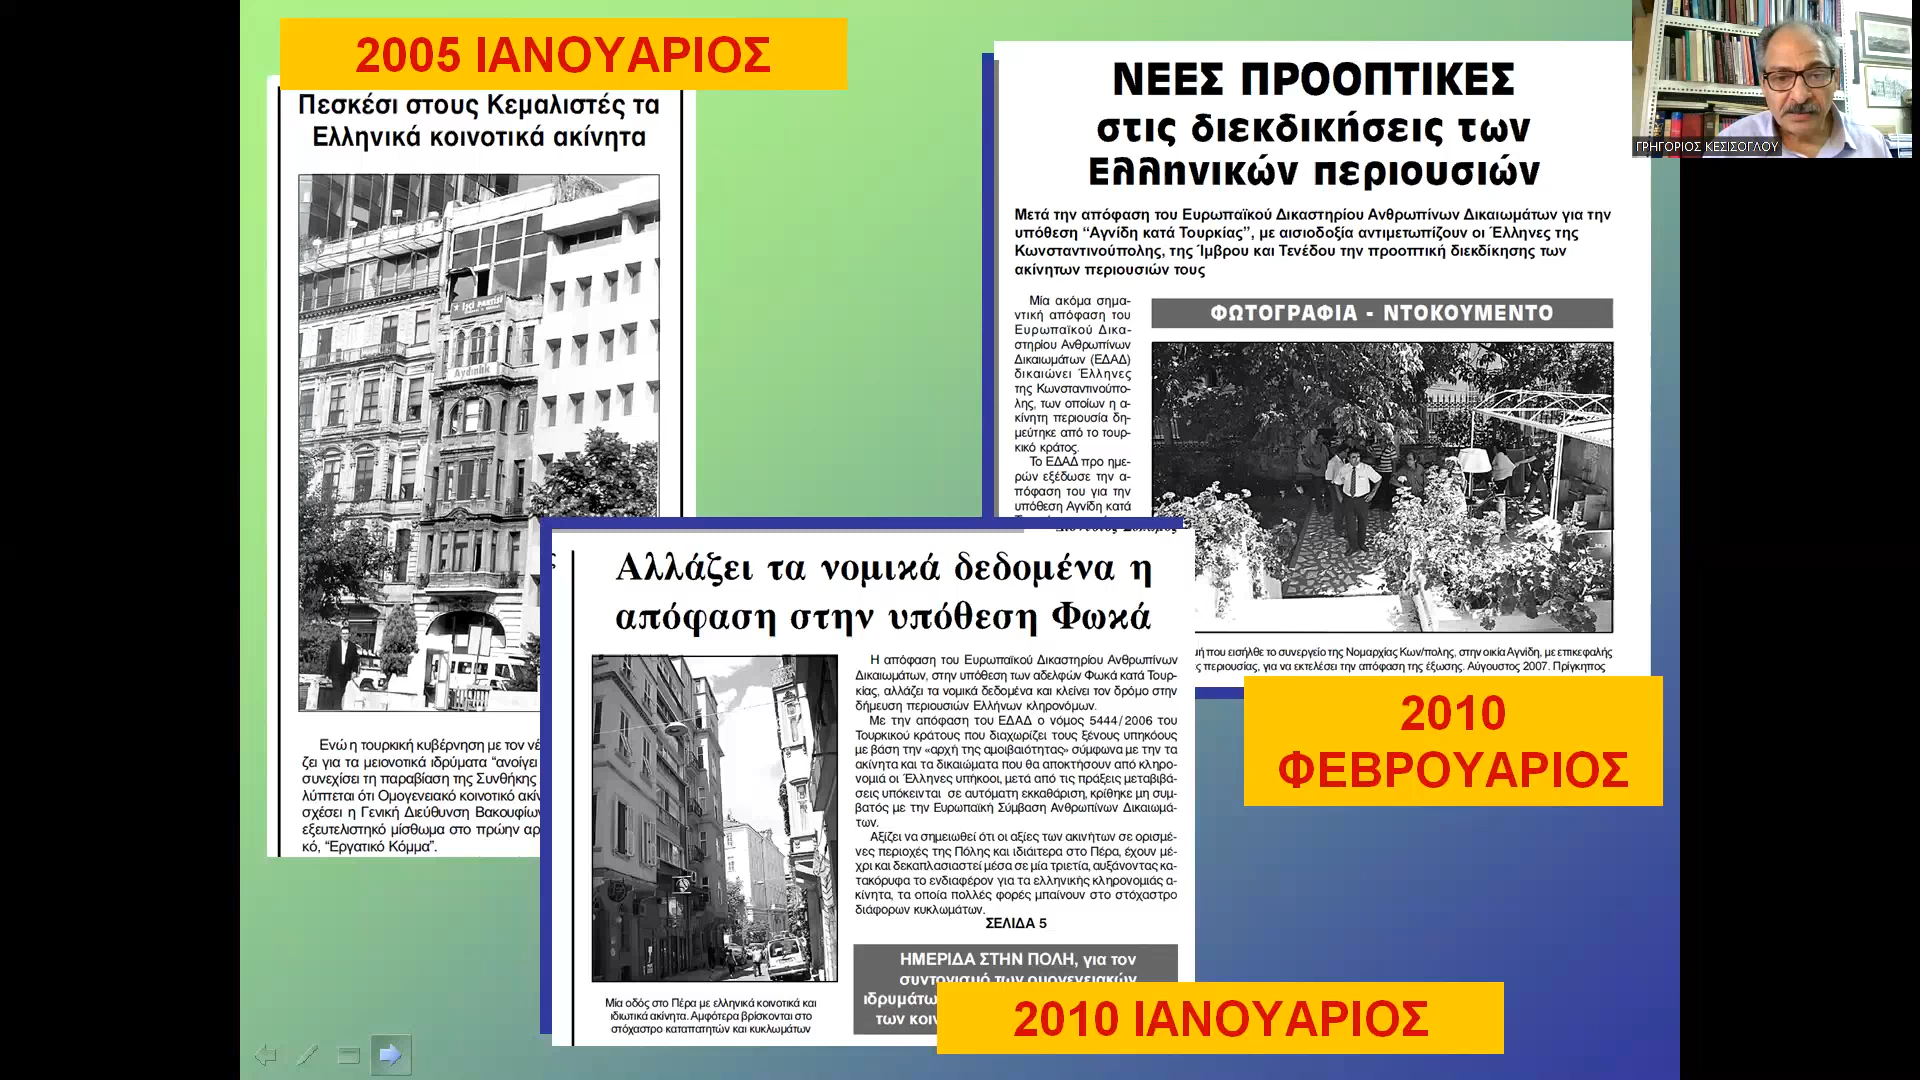 2005 ΙΑΝΟΥΑΡΙΟΣ
Πεσκέσι στους Κεμαλιστές τα
Ελληνικά κοινοτικά ακίνητα
İŞÇİ PARTİSİ
Aydınlık
Ενώ η τουρκική κυβέρνηση με τον νέ
ζει για τα μειονοτικά ιδρύματα “ανοίγει
συνεχίσει τη παραβίαση της Συνθήκης
λύπτεται ότι Ομογενειακό κοινοτικό ακίν
σχέσει η Γενική Διεύθυνση Βακουφίων
εξευτελιστηκό μίσθωμα στο πρώην αρ
κό, “Εργατικό Κόμμα”.
ΝΕΕΣ ΠΡΟΟΠΤΙΚΕΣ
στις διεκδικήσεις των
Ελληνικών περιουσιών
Μετά την απόφαση του Ευρωπαϊκού Δικαστηρίου Ανθρωπίνων Δικαιωμάτων για την
υπόθεση “Αγνίδη κατά Τουρκίας”, με αισιοδοξία αντιμετωπίζουν οι Έλληνες της
Κωνσταντινούπολης, της Ίμβρου και Τενέδου την προοπτική διεκδίκησης των
ακίνητων περιουσιών τους
Μία ακόμα σημα-
ντική απόφαση του
Ευρωπαϊκού Δικα-
στηρίου Ανθρωπίνων
Δικαιωμάτων (ΕΔΑΔ)
δικαιώνει Έλληνες
της Κωνσταντινούπο-
λης, των οποίων η α-
κίνητη περιουσία δη-
μεύτηκε από το τουρ-
κικό κράτος.
Το ΕΔΑΔ προ ημε-
ρών εξέδωσε την α-
πόφαση του για την
υπόθεση Αγνίδη κατά
ΦΩΤΟΓΡΑΦΙΑ - ΝΤΟΚΟΥΜΕΝΤΟ
μή που εισήλθε το συνεργείο της Νομαρχίας Κων/πολης, στην οικία Αγνίδη, με επικεφαλής
ς περιουσίας, για να εκτελέσει την απόφαση της έξωσης. Αύγουστος 2007. Πρίγκηπος
2010
ΦΕΒΡΟΥΑΡΙΟΣ
Αλλάζει τα νομικά δεδομένα η
απόφαση στην υπόθεση Φωκά
Η απόφαση του Ευρωπαϊκού Δικαστηρίου Ανθρωπίνων
Δικαιωμάτων, στην υπόθεση των αδελφών Φωκά κατά Τουρ-
κίας, αλλάζει τα νομικά δεδομένα και κλείνει τον δρόμο στην
δήμευση περιουσιών Ελλήνων κληρονόμων.
Με την απόφαση του ΕΔΑΔ ο νόμος 5444/2006 του
Τουρκικού κράτους που διαχωρίζει τους ξένους υπηκόους
με βάση την «αρχή της αμοιβαιότητας» σύμφωνα με την τα
ακίνητα και τα δικαιώματα που θα αποκτήσουν από κληρο-
νομιά οι Έλληνες υπήκοοι, μετά από τις πράξεις μεταβιβά-
σεις υπόκεινται σε αυτόματη εκκαθάριση, κρίθηκε μη συμ-
βατός με την Ευρωπαϊκή Σύμβαση Ανθρωπίνων Δικαιωμά-
των.
Αξίζει να σημειωθεί ότι οι αξίες των ακινήτων σε ορισμέ-
νες περιοχές της Πόλης και ιδιάιτερα στο Πέρα, έχουν μέ-
χρι και δεκαπλασιαστεί μέσα σε μία τριετία, αυξάνοντας κα-
τακόρυφα το ενδιαφέρον για τα ελληνικής κληρονομιάς α-
κίνητα, τα οποία πολλές φορές μπαίνουν στο στόχαστρο
διάφορων κυκλωμάτων.
ΣΕΛΙΔΑ 5
Μία οδός στο Πέρα με ελληνικά κοινοτικά και
ιδιωτικά ακίνητα. Αμφότερα βρίσκονται στο
στόχαστρο καταπατητών και κυκλωμάτων
ΗΜΕΡΙΔΑ ΣΤΗΝ ΠΟΛΗ, για τον
συντονισμό των ομογενειακών
ιδρυμάτω
των κοιν
2010 ΙΑΝΟΥΑΡΙΟΣ
ΓΡΗΓΟΡΙΟΣ ΚΕΣΙΣΟΓΛΟΥ